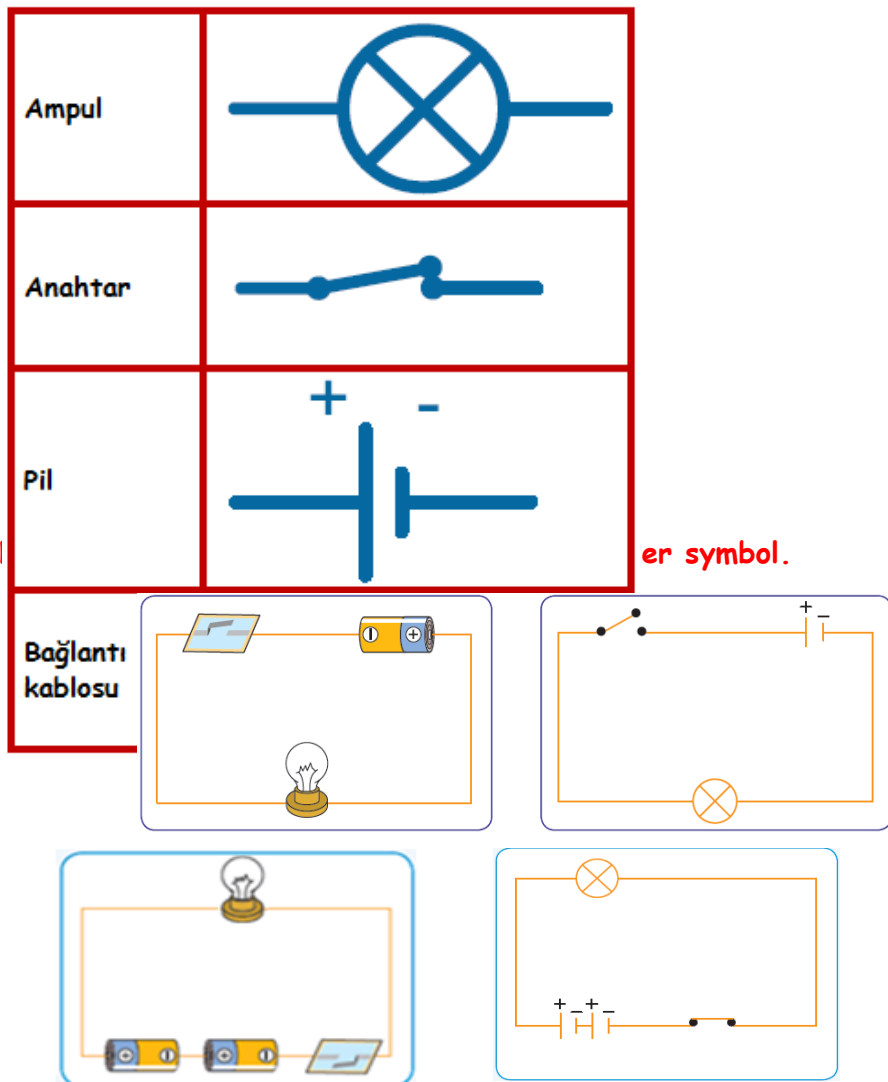 Ampul
Anahtar
+ -
Pil
er symbol.
Bağlantı
kablosu
- +
+ -
+ - + -
+ - + -